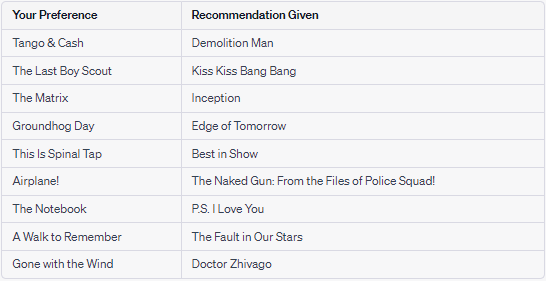 Your Preference Recommendation Given
Tango & Cash Demolition Man
The Last Boy Scout Kiss Kiss Bang Bang
The Matrix Inception
Groundhog Day Edge of Tomorrow
This Is Spinal Tap Best in Show
Airplane! The Naked Gun: From the Files of Police Squad!
The Notebook P.S. I Love You
A Walk to Remember The Fault in Our Stars
Gone with the Wind Doctor Zhivago